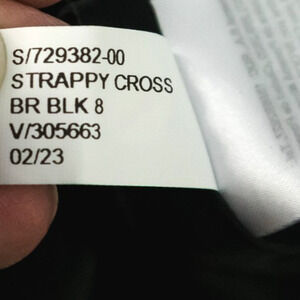 S/729382-00
STRAPPY CROSS
BR BLK 8
V/305663
02/23